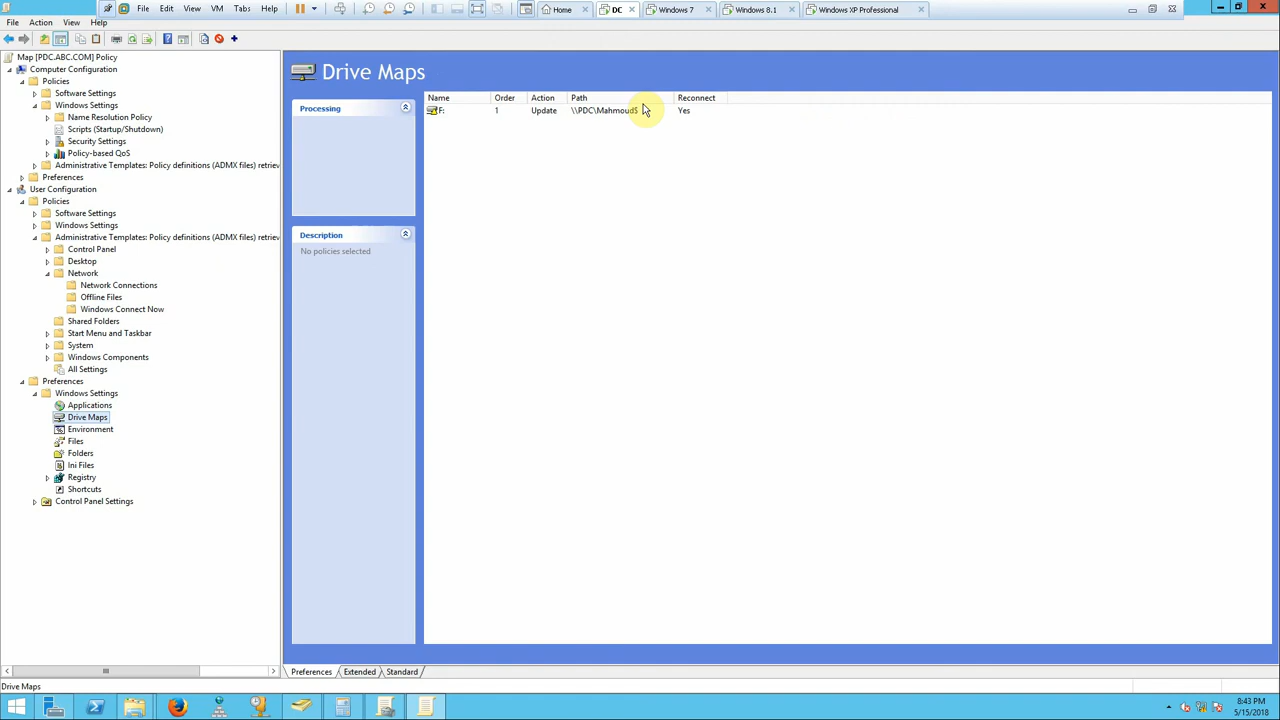 File Edit View VM Tabs Help Home DC Windows 7 Windows 8.1 Windows XP Professional
File Action View Help
Map [PDC.ABC.COM] Policy
Computer Configuration
Policies
Software Settings
Windows Settings
Name Resolution Policy
Scripts (Startup/Shutdown)
Security Settings
Policy-based QoS
Administrative Templates: Policy definitions (ADMX files) retriev
Preferences
User Configuration
Policies
Software Settings
Windows Settings
Administrative Templates: Policy definitions (ADMX files) retriev
Control Panel
Desktop
Network
Network Connections
Offline Files
Windows Connect Now
Shared Folders
Start Menu and Taskbar
System
Windows Components
All Settings
Preferences
Windows Settings
Applications
Drive Maps
Environment
Files
Folders
Ini Files
Registry
Shortcuts
Control Panel Settings
Drive Maps
Processing
Description
No policies selected
Name Order Action Path Reconnect
F: 1 Update \\PDC\Mahmoud$ Yes
Preferences Extended Standard
Drive Maps
8:43 PM
5/15/2018